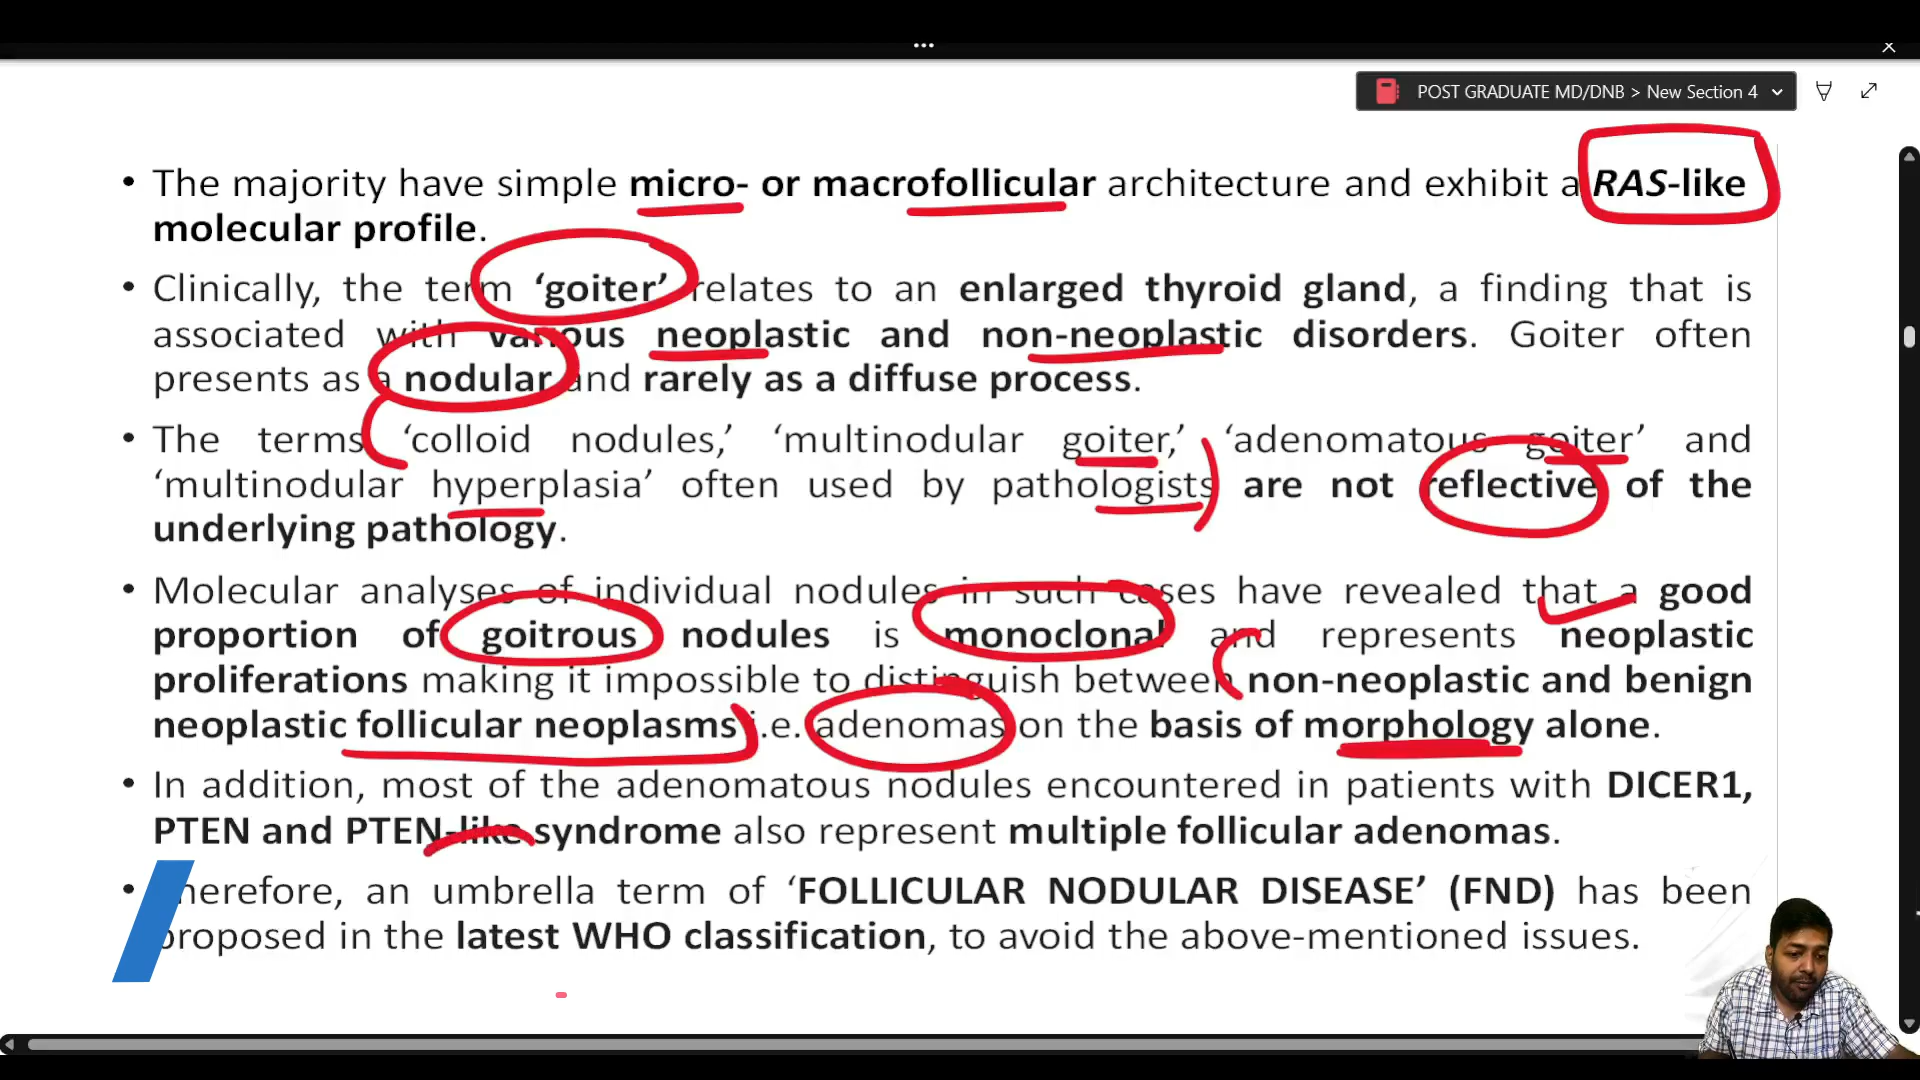 POST GRADUATE MD/DNB > New Section 4
• The majority have simple micro- or macrofollicular architecture and exhibit a RAS-like
molecular profile.
• Clinically, the term ‘goiter’ relates to an enlarged thyroid gland, a finding that is
associated with various neoplastic and non-neoplastic disorders. Goiter often
presents as a nodular and rarely as a diffuse process.
• The terms ‘colloid nodules,’ ‘multinodular goiter,’ ‘adenomatous goiter’ and
‘multinodular hyperplasia’ often used by pathologists are not reflective of the
underlying pathology.
• Molecular analyses of individual nodules in such cases have revealed that a good
proportion of goitrous nodules is monoclonal and represents neoplastic
proliferations making it impossible to distinguish between non-neoplastic and benign
neoplastic follicular neoplasms i.e. adenomas on the basis of morphology alone.
• In addition, most of the adenomatous nodules encountered in patients with DICER1,
PTEN and PTEN-like syndrome also represent multiple follicular adenomas.
• Therefore, an umbrella term of ‘FOLLICULAR NODULAR DISEASE’ (FND) has been
proposed in the latest WHO classification, to avoid the above-mentioned issues.